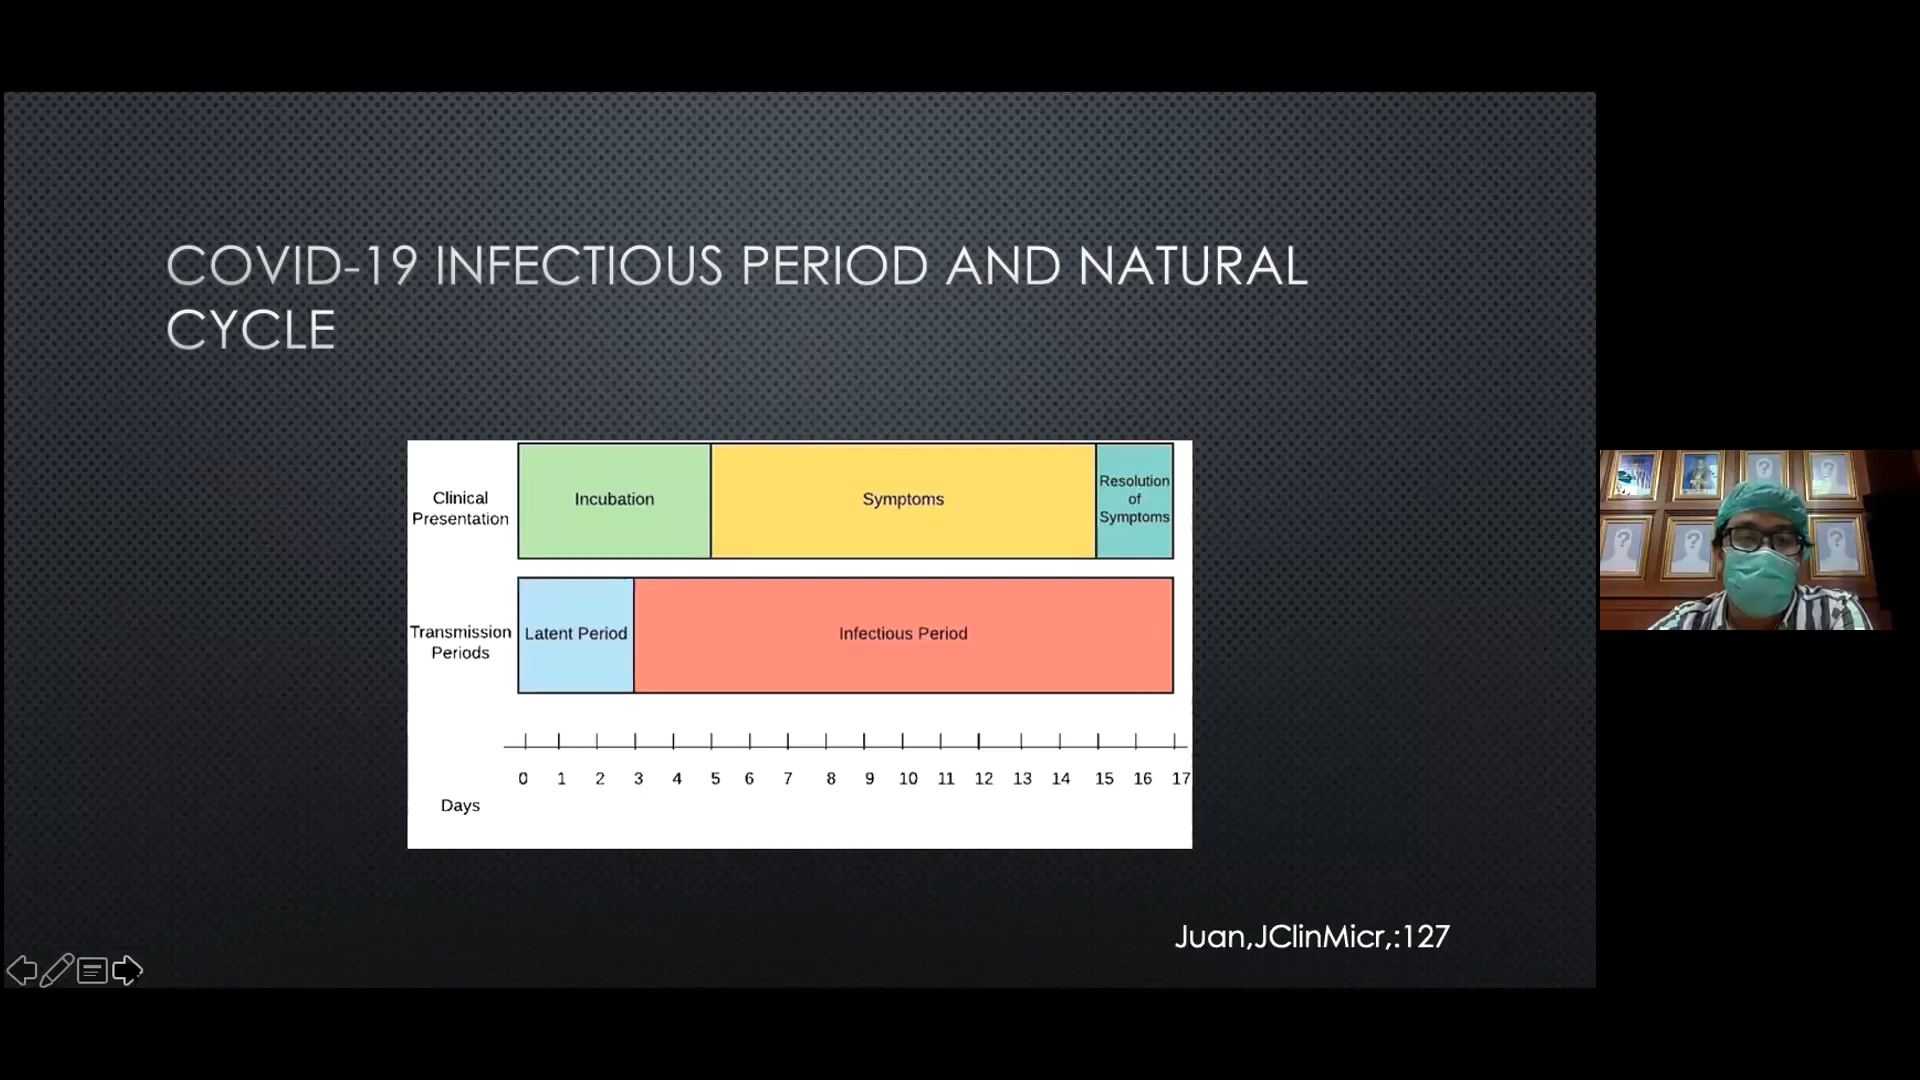 COVID-19 INFECTIOUS PERIOD AND NATURAL
CYCLE
Clinical
Presentation
Incubation
Symptoms
Resolution
of
Symptoms
Transmission
Periods
Latent Period
Infectious Period
0 1 2 3 4 5 6 7 8 9 10 11 12 13 14 15 16 17
Days
Juan,JClinMicr,:127